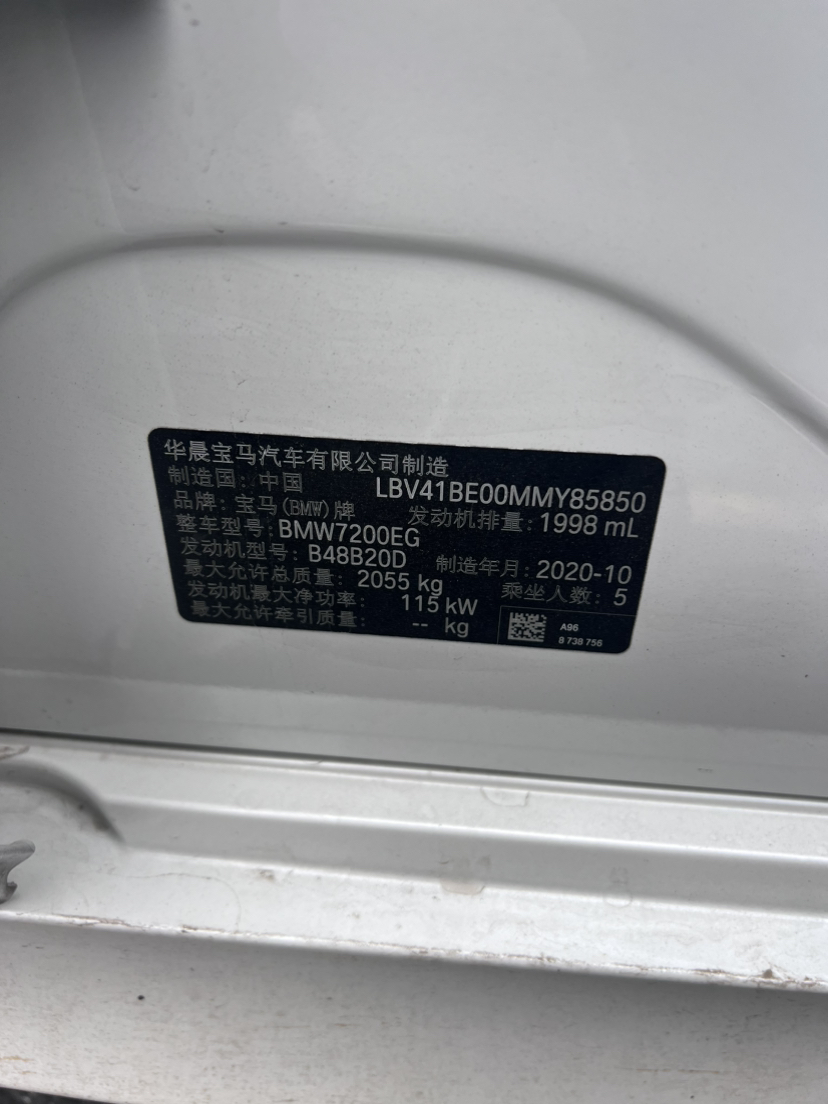 华晨宝马汽车有限公司制造
制造国: 中国 LBV41BE00MMY85850
品牌: 宝马(BMW)牌 发动机排量: 1998 mL
整车型号: BMW7200EG
发动机型号: B48B20D 制造年月: 2020-10
最大允许总质量: 2055 kg 乘坐人数: 5
发动机最大净功率: 115 kW
最大允许牵引质量: -- kg
A96
8 738 756